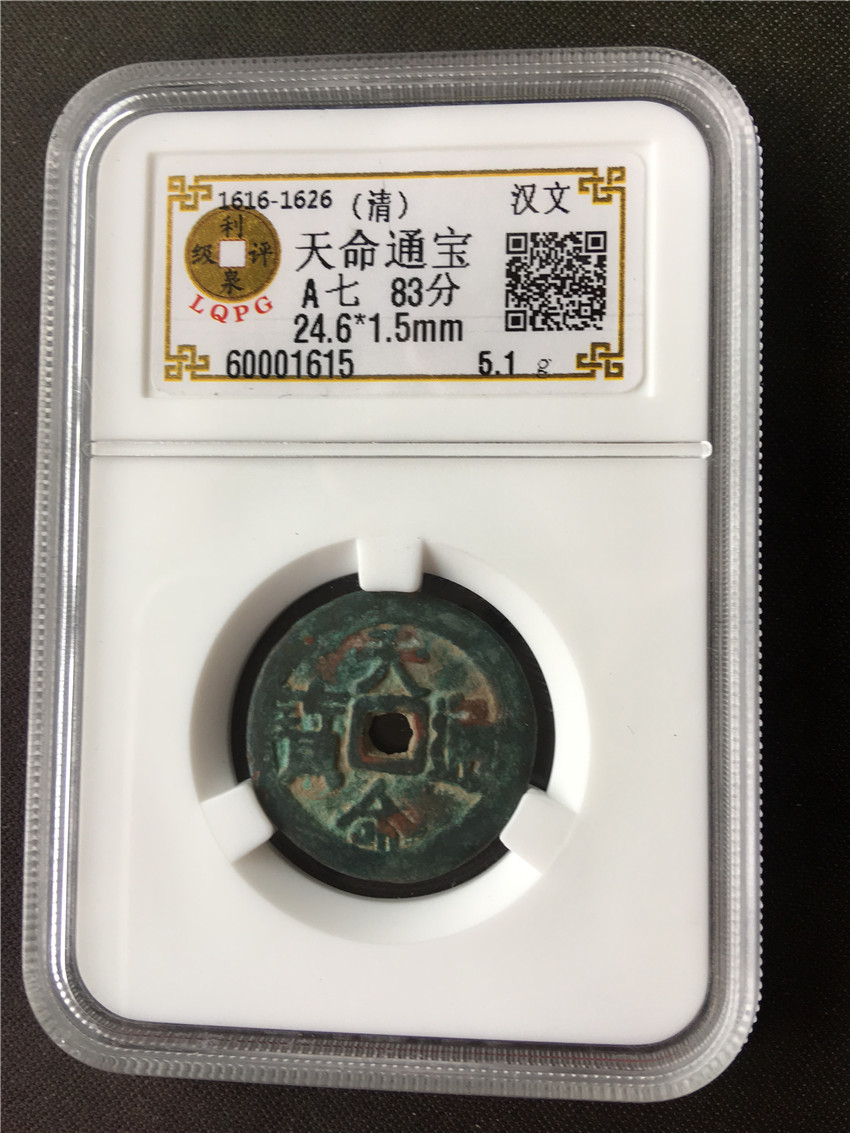 1616-1626 (清) 汉文
利
级 评
泉
LQPG
天命通宝
A七 83分
24.6*1.5mm
60001615 5.1 g
天
寶 通
命